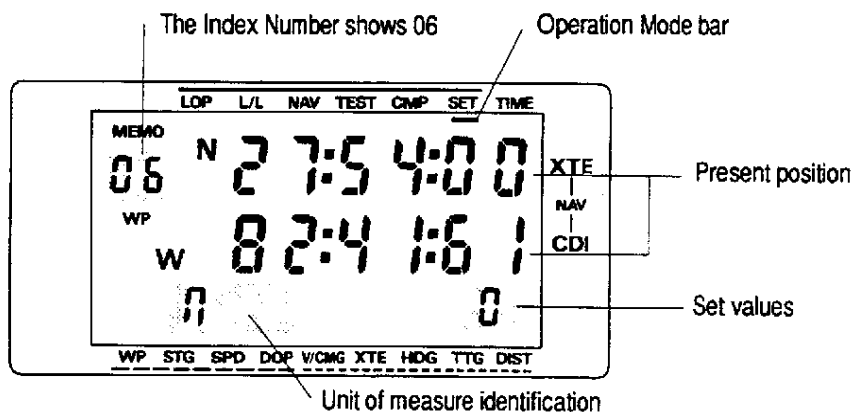 The Index Number shows 06 Operation Mode bar
LOP L/L NAV TEST CMP SET TIME
MEMO
06 N 27:54:00 XTE Present position
WP NAV
W 82:41:61 CDI
n 0 Set values
WP STG SPD DOP V/CMG XTE HDG TTG DIST
Unit of measure identification